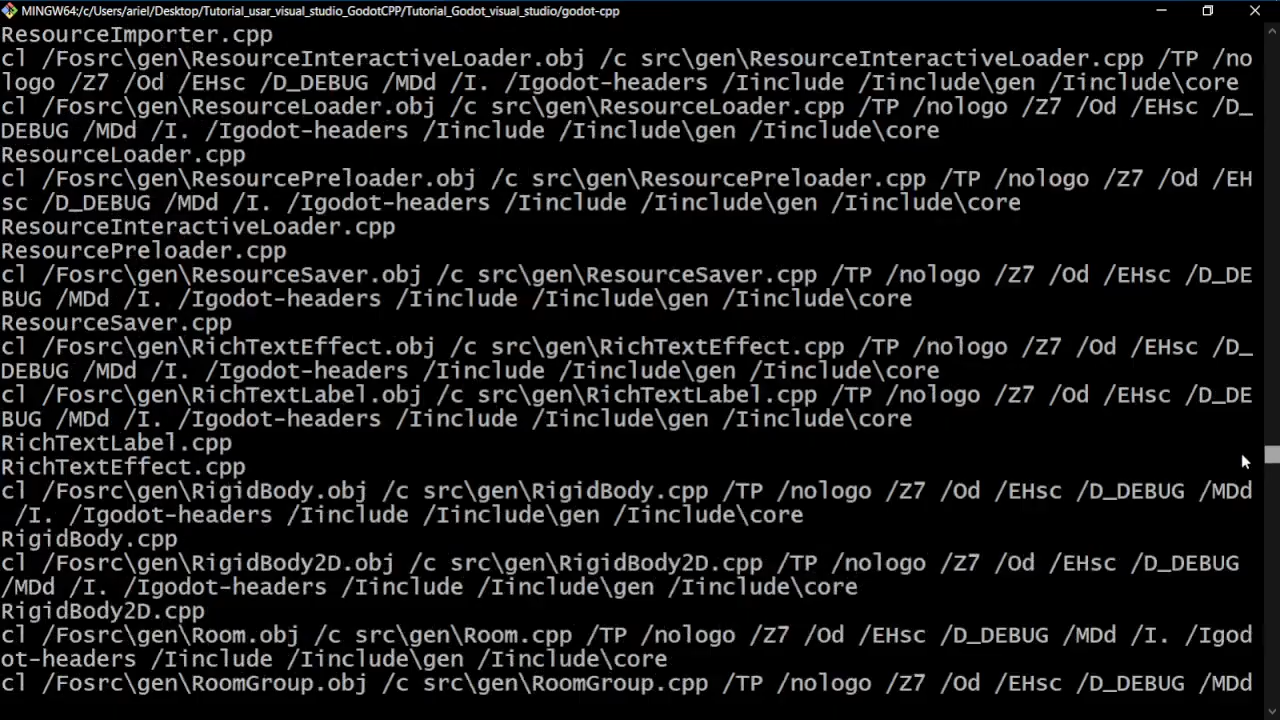 MINGW64:/c/Users/ariel/Desktop/Tutorial_usar_visual_studio_GodotCPP/Tutorial_Godot_visual_studio/godot-cpp
ResourceImporter.cpp
cl /Fosrc\gen\ResourceInteractiveLoader.obj /c src\gen\ResourceInteractiveLoader.cpp /TP /no
logo /Z7 /Od /EHsc /D_DEBUG /MDd /I. /Igodot-headers /Iinclude /Iinclude\gen /Iinclude\core
cl /Fosrc\gen\ResourceLoader.obj /c src\gen\ResourceLoader.cpp /TP /nologo /Z7 /Od /EHsc /D_
DEBUG /MDd /I. /Igodot-headers /Iinclude /Iinclude\gen /Iinclude\core
ResourceLoader.cpp
cl /Fosrc\gen\ResourcePreloader.obj /c src\gen\ResourcePreloader.cpp /TP /nologo /Z7 /Od /EH
sc /D_DEBUG /MDd /I. /Igodot-headers /Iinclude /Iinclude\gen /Iinclude\core
ResourceInteractiveLoader.cpp
ResourcePreloader.cpp
cl /Fosrc\gen\ResourceSaver.obj /c src\gen\ResourceSaver.cpp /TP /nologo /Z7 /Od /EHsc /D_DE
BUG /MDd /I. /Igodot-headers /Iinclude /Iinclude\gen /Iinclude\core
ResourceSaver.cpp
cl /Fosrc\gen\RichTextEffect.obj /c src\gen\RichTextEffect.cpp /TP /nologo /Z7 /Od /EHsc /D_
DEBUG /MDd /I. /Igodot-headers /Iinclude /Iinclude\gen /Iinclude\core
cl /Fosrc\gen\RichTextLabel.obj /c src\gen\RichTextLabel.cpp /TP /nologo /Z7 /Od /EHsc /D_DE
BUG /MDd /I. /Igodot-headers /Iinclude /Iinclude\gen /Iinclude\core
RichTextLabel.cpp
RichTextEffect.cpp
cl /Fosrc\gen\RigidBody.obj /c src\gen\RigidBody.cpp /TP /nologo /Z7 /Od /EHsc /D_DEBUG /MDd
 /I. /Igodot-headers /Iinclude /Iinclude\gen /Iinclude\core
RigidBody.cpp
cl /Fosrc\gen\RigidBody2D.obj /c src\gen\RigidBody2D.cpp /TP /nologo /Z7 /Od /EHsc /D_DEBUG
/MDd /I. /Igodot-headers /Iinclude /Iinclude\gen /Iinclude\core
RigidBody2D.cpp
cl /Fosrc\gen\Room.obj /c src\gen\Room.cpp /TP /nologo /Z7 /Od /EHsc /D_DEBUG /MDd /I. /Igod
ot-headers /Iinclude /Iinclude\gen /Iinclude\core
cl /Fosrc\gen\RoomGroup.obj /c src\gen\RoomGroup.cpp /TP /nologo /Z7 /Od /EHsc /D_DEBUG /MDd